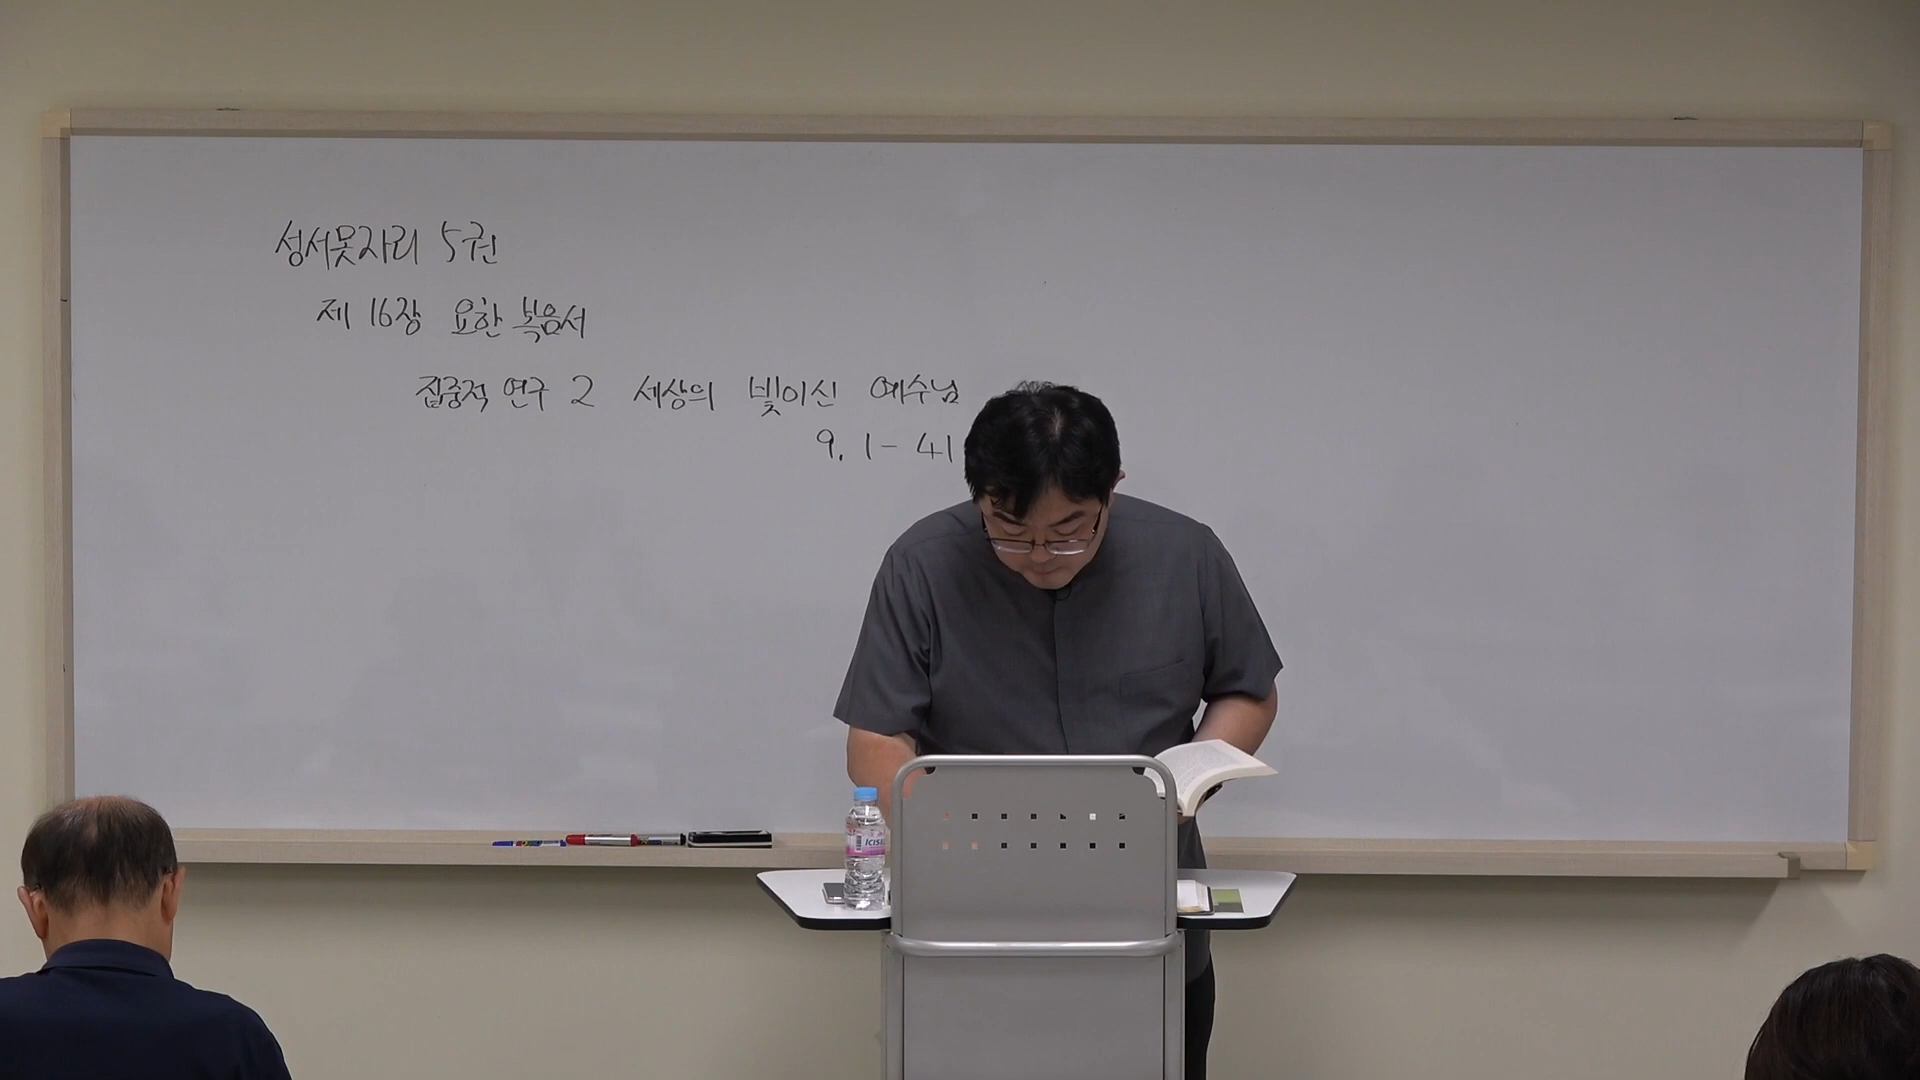 성서못자리 5권
제 16장 요한 복음서
집중적 연구 2 세상의 빛이신 예수님
9. 1 - 41